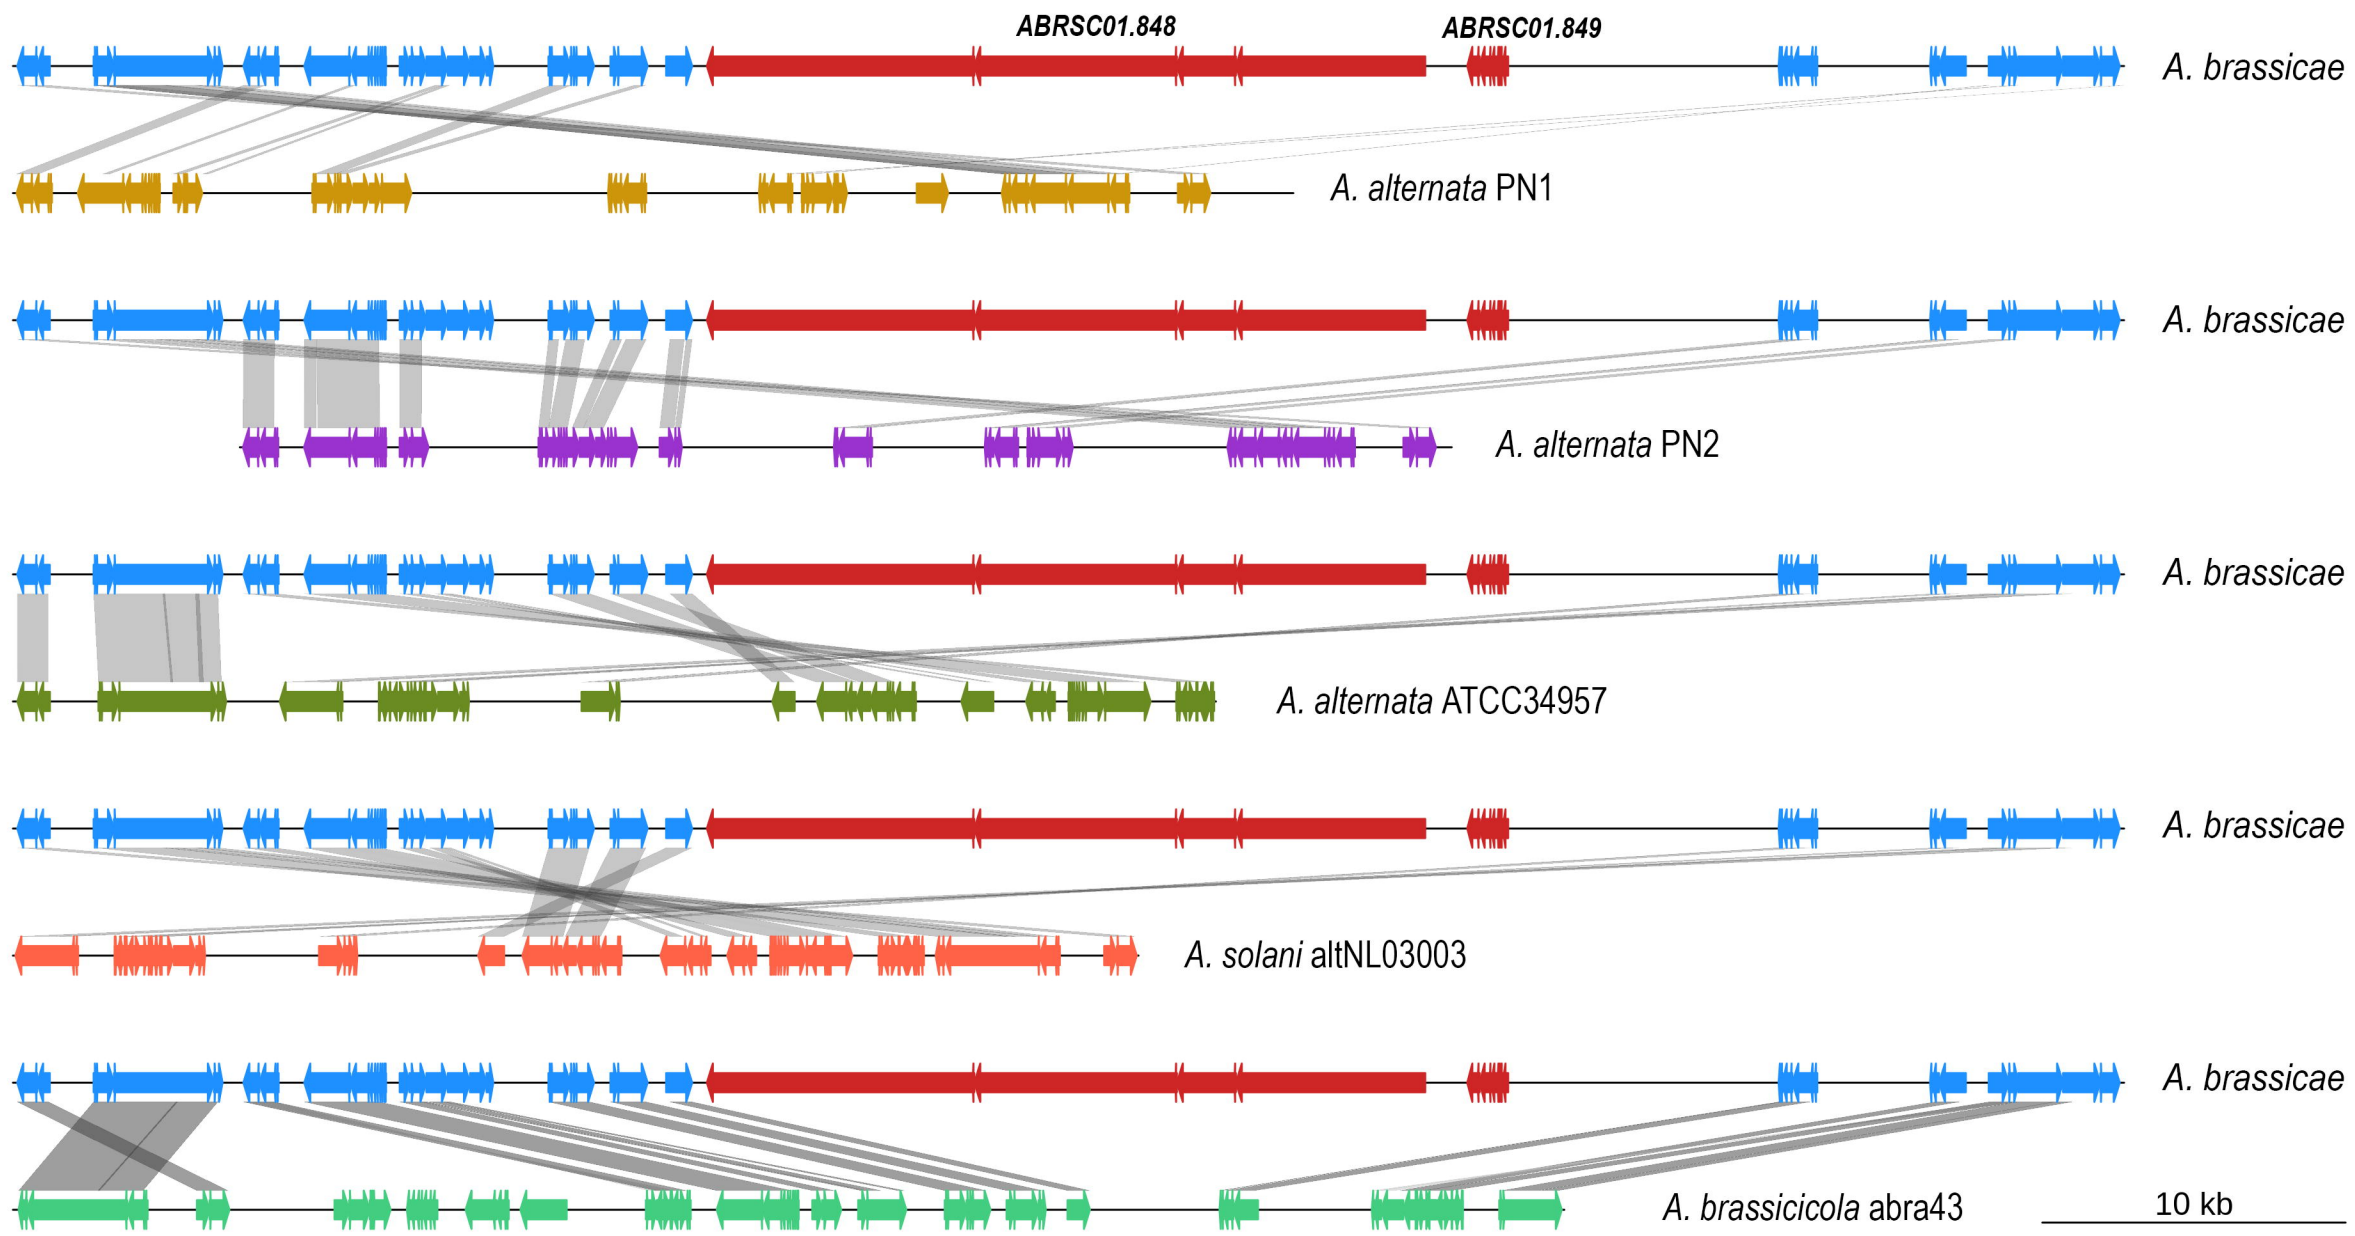 ABRSC01.848
ABRSC01.849
A. brassicae
A. alternata PN1
A. brassicae
A. alternata PN2
A. brassicae
A. alternata ATCC34957
A. brassicae
A. solani altNL03003
A. brassicae
A. brassicicola abra43
10 kb